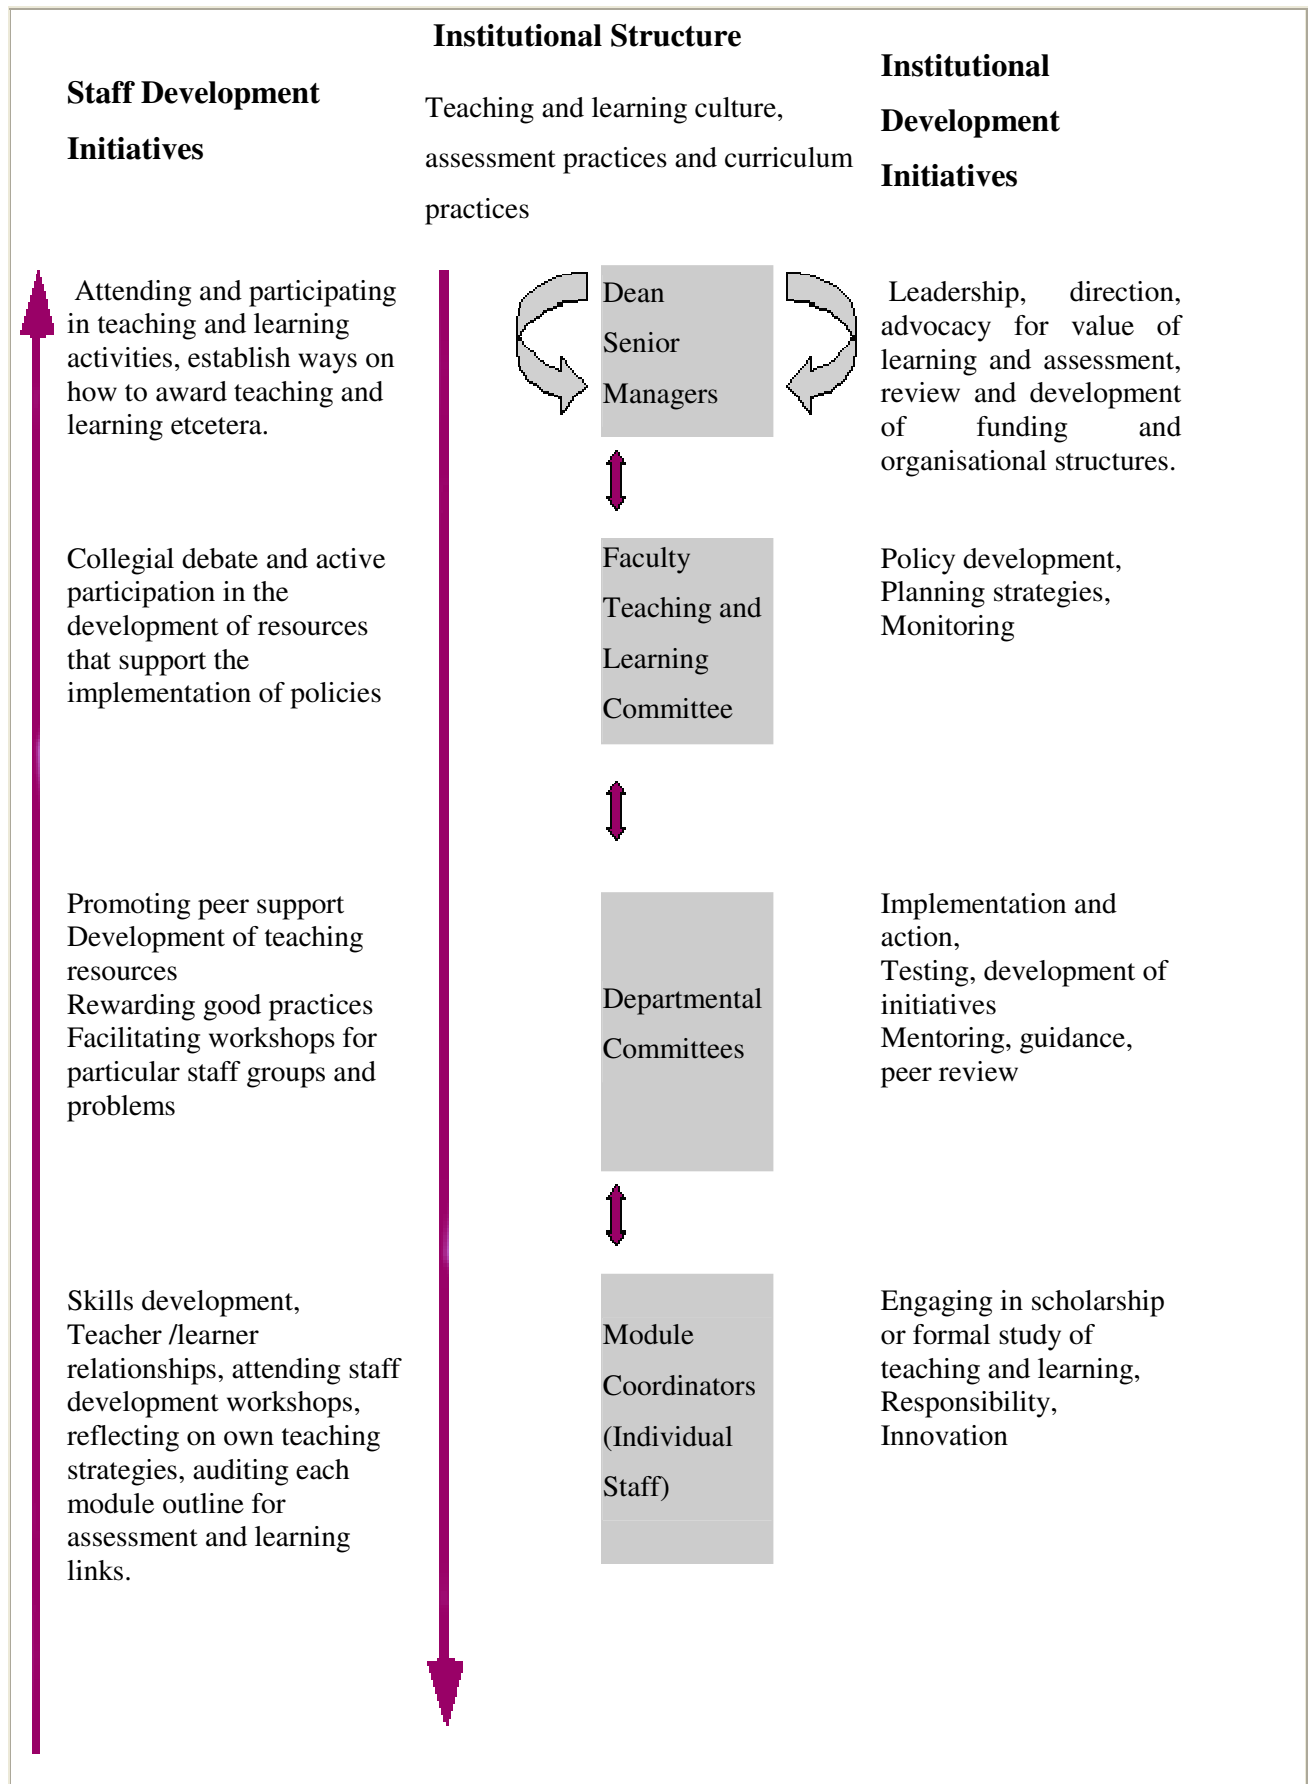 Institutional Structure
Staff Development
Initiatives
Teaching and learning culture,
assessment practices and curriculum
practices
Institutional
Development
Initiatives
Attending and participating
in teaching and learning
activities, establish ways on
how to award teaching and
learning etcetera.
Dean
Senior
Managers
Leadership, direction,
advocacy for value of
learning and assessment,
review and development
of funding and
organisational structures.
Collegial debate and active
participation in the
development of resources
that support the
implementation of policies
Faculty
Teaching and
Learning
Committee
Policy development,
Planning strategies,
Monitoring
Promoting peer support
Development of teaching
resources
Rewarding good practices
Facilitating workshops for
particular staff groups and
problems
Departmental
Committees
Implementation and
action,
Testing, development of
initiatives
Mentoring, guidance,
peer review
Skills development,
Teacher /learner
relationships, attending staff
development workshops,
reflecting on own teaching
strategies, auditing each
module outline for
assessment and learning
links.
Module
Coordinators
(Individual
Staff)
Engaging in scholarship
or formal study of
teaching and learning,
Responsibility,
Innovation